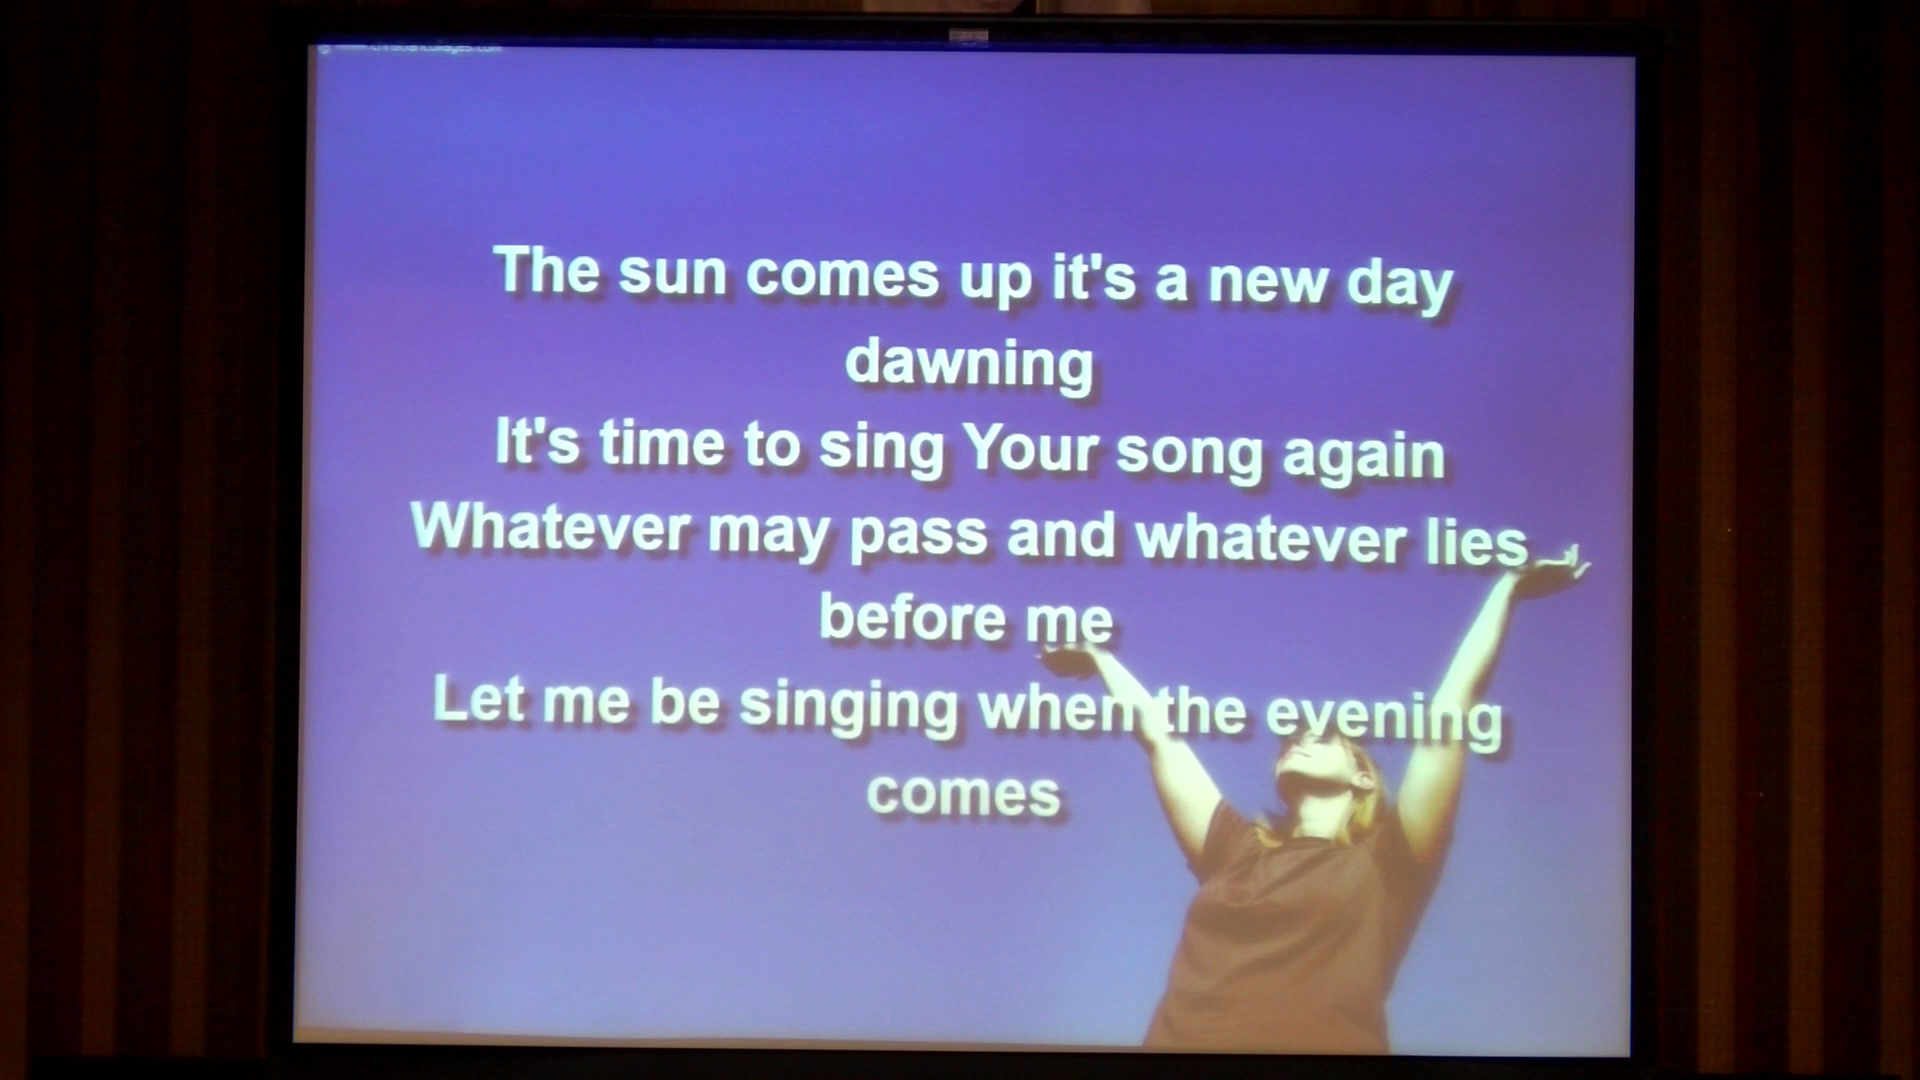 The sun comes up it's a new day
dawning
It's time to sing Your song again
Whatever may pass and whatever lies
before me
Let me be singing when the evening
comes